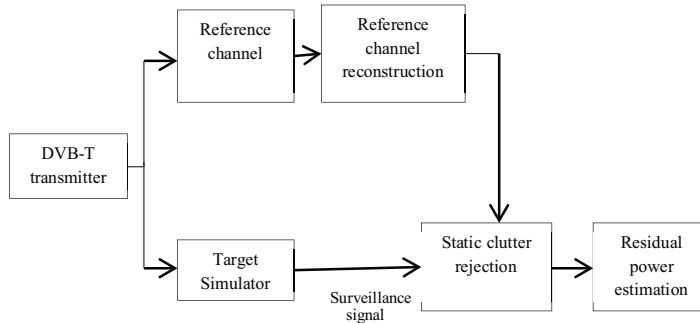 Reference
channel
Reference
channel
reconstruction
DVB-T
transmitter
Target
Simulator
Surveillance
signal
Static clutter
rejection
Residual
power
estimation